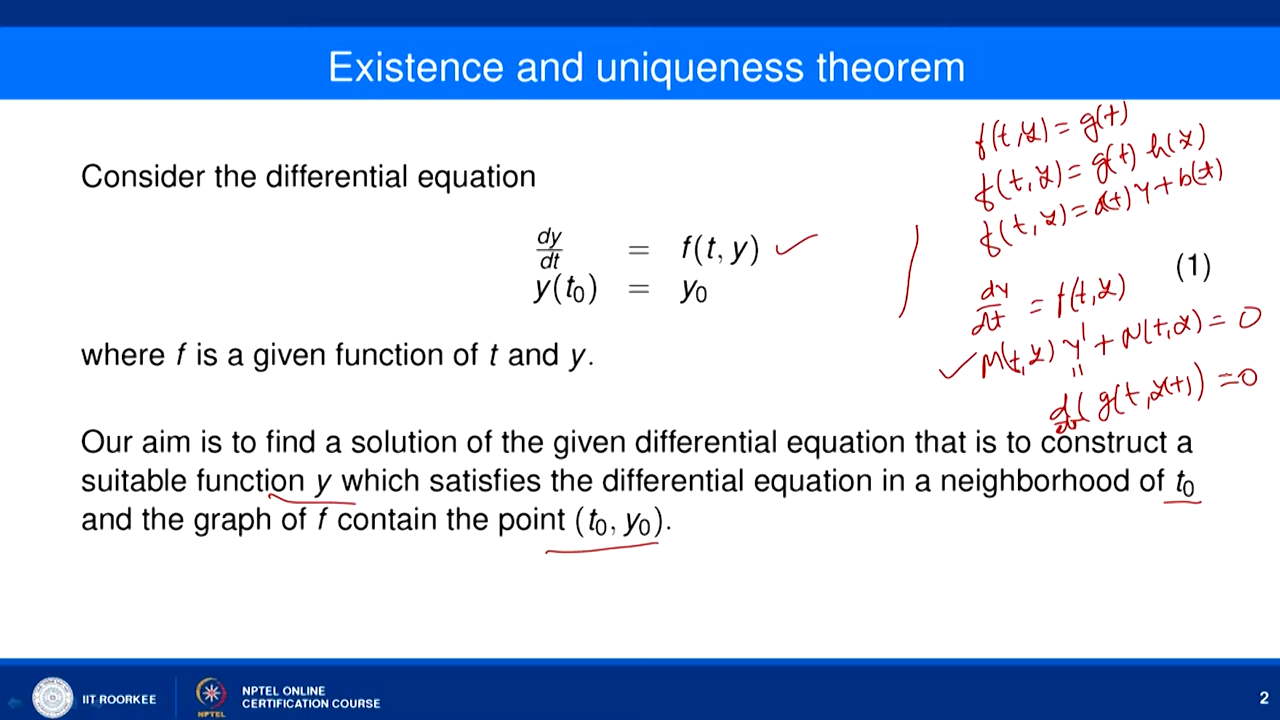 Existence and uniqueness theorem
f(t,y) = g(t)
f(t,y) = g(t) h(y)
f(t,y) = a(t) y + b(t)
Consider the differential equation
dy/dt = f(t, y)
y(t₀) = y₀
(1)
dy/dt = f(t,y)
M(t,y) y' + N(t,y) = 0
d/dt ( g(t,y(t)) = 0
where f is a given function of t and y.
Our aim is to find a solution of the given differential equation that is to construct a
suitable function y which satisfies the differential equation in a neighborhood of t₀
and the graph of f contain the point (t₀, y₀).
IIT ROORKEE
NPTEL
NPTEL ONLINE
CERTIFICATION COURSE
2